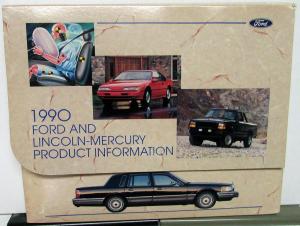 Ford
1990
FORD AND
LINCOLN-MERCURY
PRODUCT INFORMATION